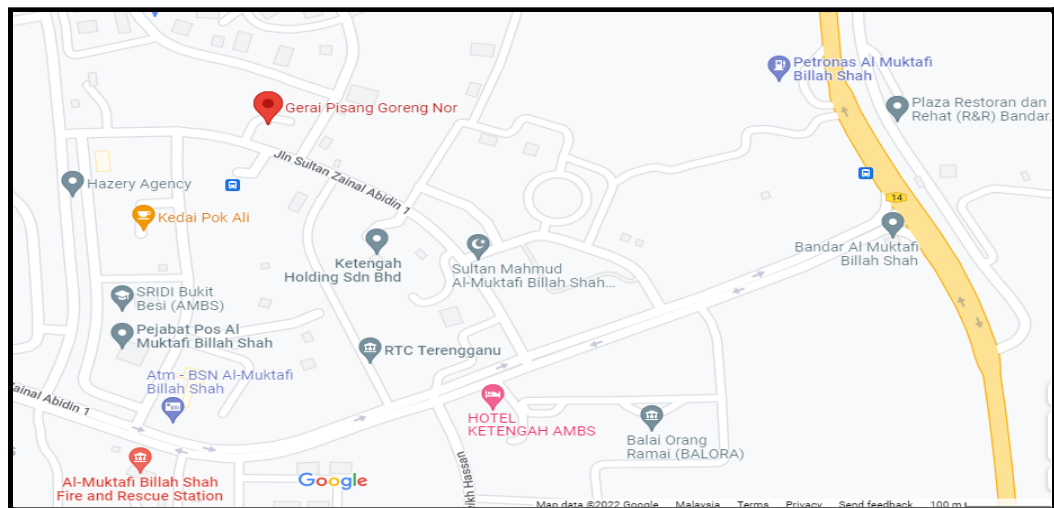 Petronas Al Muktafi
Billah Shah
Plaza Restoran dan
Rehat (R&R) Bandar
Gerai Pisang Goreng Nor
Jln Sultan Zainal Abidin 1
Hazery Agency
Kedai Pok Ali
14
Bandar Al Muktafi
Billah Shah
Ketengah
Holding Sdn Bhd
Sultan Mahmud
Al-Muktafi Billah Shah...
SRIDI Bukit
Besi (AMBS)
Pejabat Pos Al
Muktafi Billah Shah
RTC Terengganu
Atm - BSN Al-Muktafi
Billah Shah
ainal Abidin 1
HOTEL
KETENGAH AMBS
Balai Orang
Ramai (BALORA)
eikh Hassan
Al-Muktafi Billah Shah
Fire and Rescue Station
Google
Map data ©2022 Google Malaysia Terms Privacy Send feedback 100 m